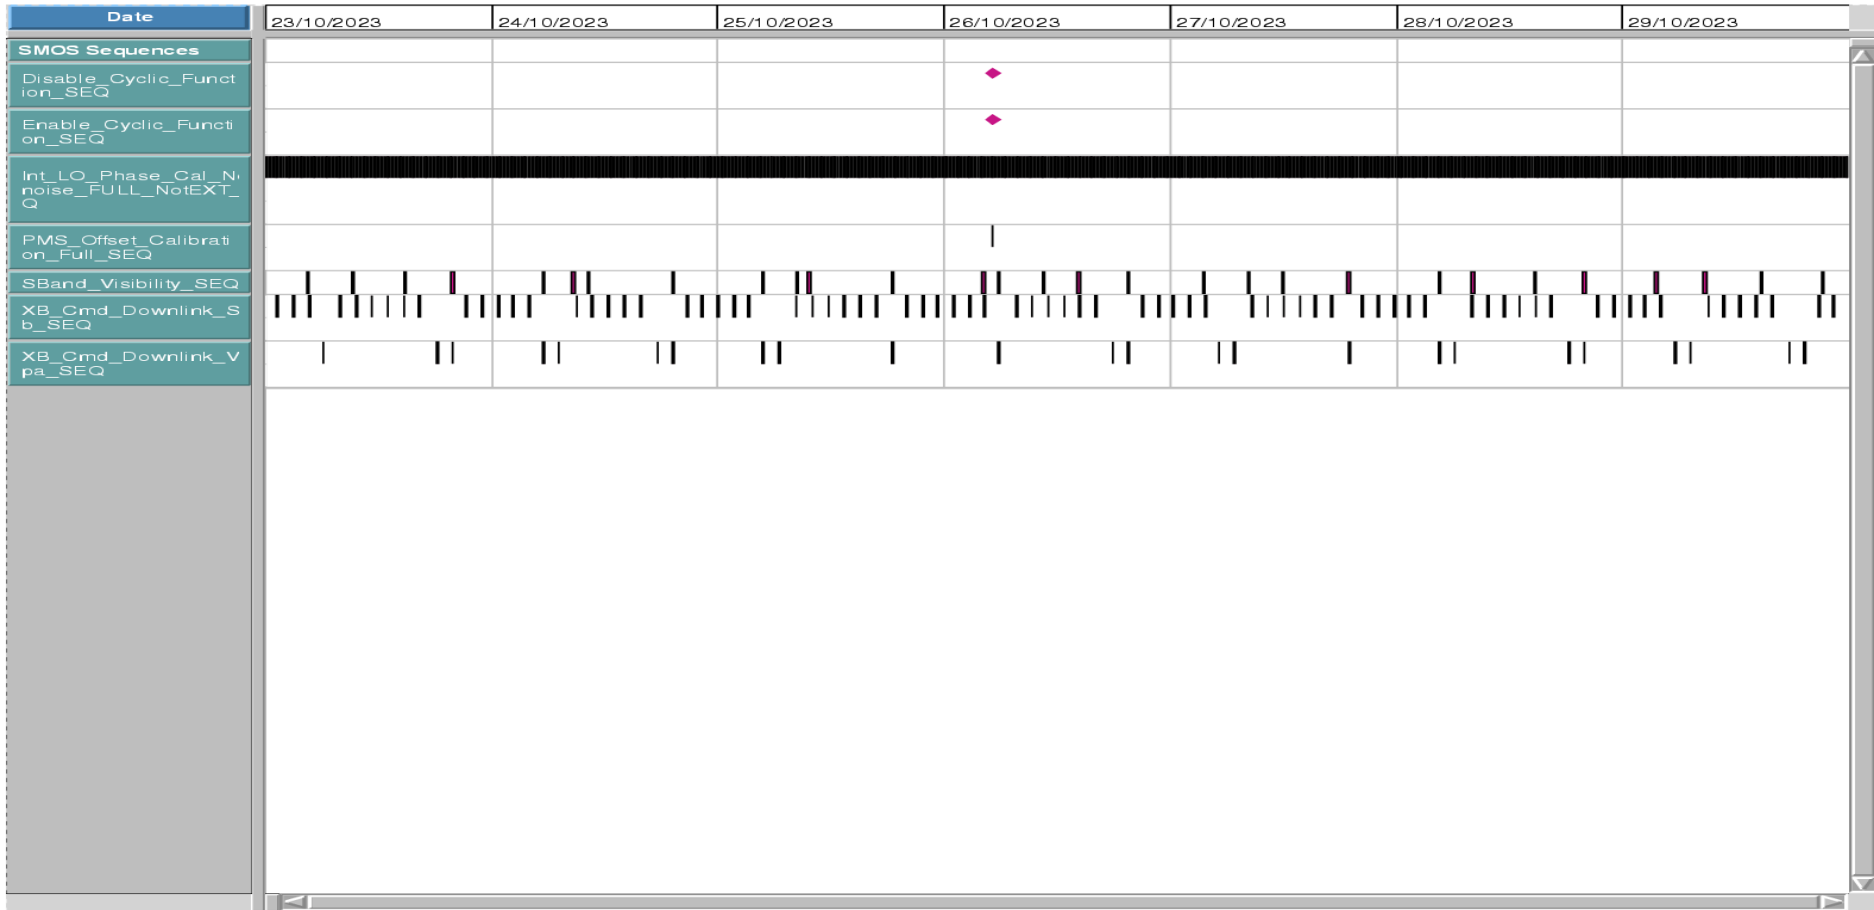 Date
23/10/2023
24/10/2023
25/10/2023
26/10/2023
27/10/2023
28/10/2023
29/10/2023
SMOS Sequences
Disable_Cyclic_Funct
ion_SEQ
Enable_Cyclic_Functi
on_SEQ
Int_LO_Phase_Cal_N
noise_FULL_NotEXT_
Q
PMS_Offset_Calibrati
on_Full_SEQ
SBand_Visibility_SEQ
XB_Cmd_Downlink_S
b_SEQ
XB_Cmd_Downlink_V
pa_SEQ